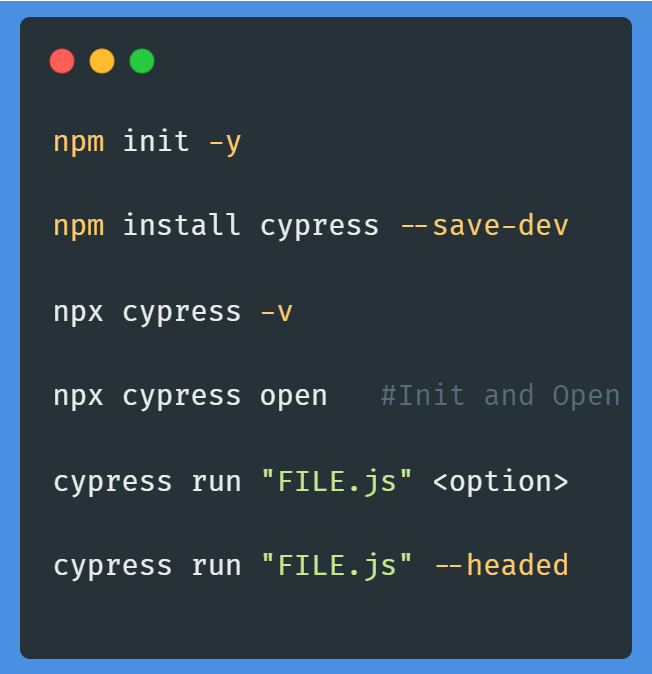 npm init -y
npm install cypress --save-dev
npx cypress -v
npx cypress open   #Init and Open
cypress run "FILE.js" <option>
cypress run "FILE.js" --headed